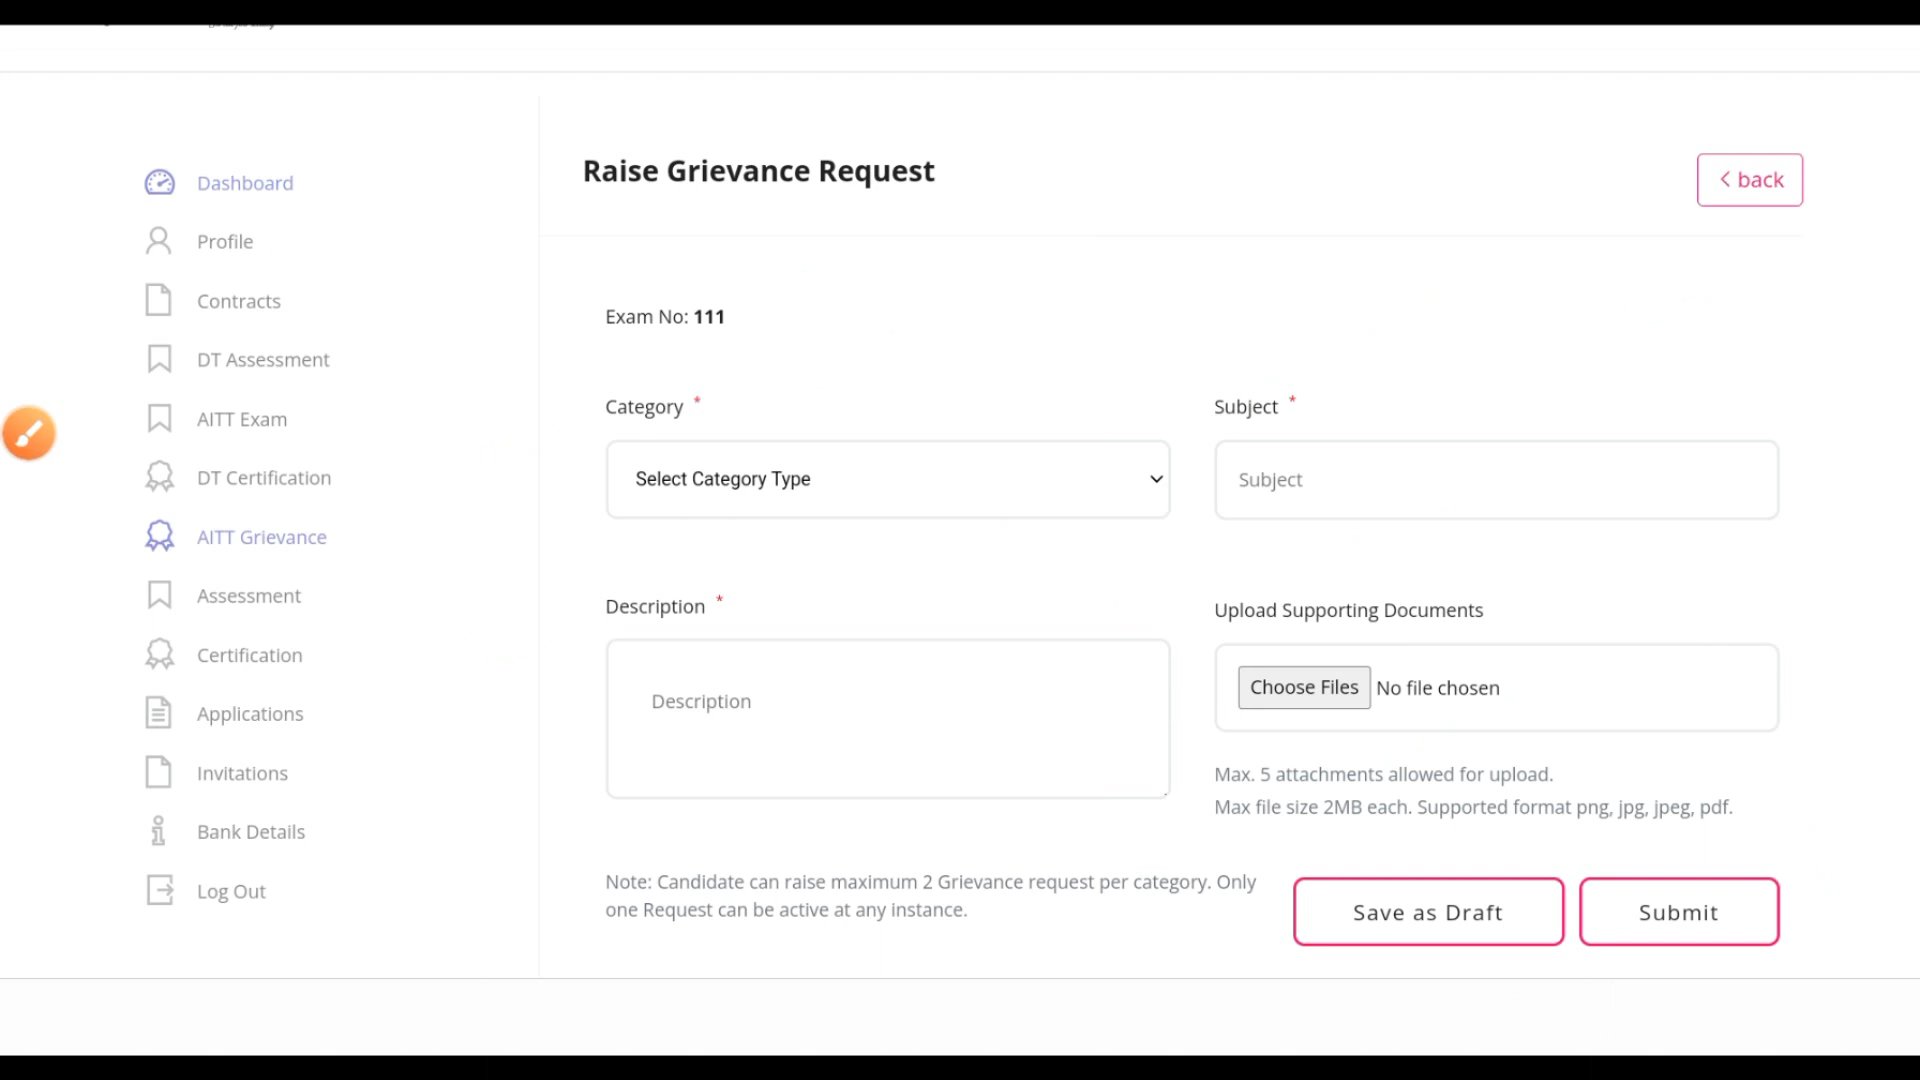 Raise Grievance Request
back
Dashboard
Profile
Contracts
DT Assessment
AITT Exam
DT Certification
AITT Grievance
Assessment
Certification
Applications
Invitations
Bank Details
Log Out
Exam No: 111
Category *
Subject *
Select Category Type
Subject
Description *
Upload Supporting Documents
Description
Choose Files No file chosen
Max. 5 attachments allowed for upload.
Max file size 2MB each. Supported format png, jpg, jpeg, pdf.
Note: Candidate can raise maximum 2 Grievance request per category. Only
one Request can be active at any instance.
Save as Draft
Submit